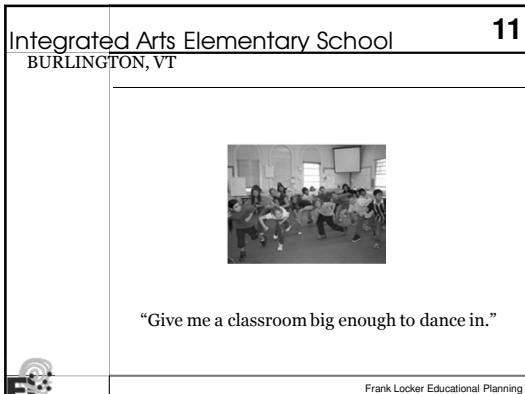 Integrated Arts Elementary School
11
BURLINGTON, VT
“Give me a classroom big enough to dance in.”
Frank Locker Educational Planning